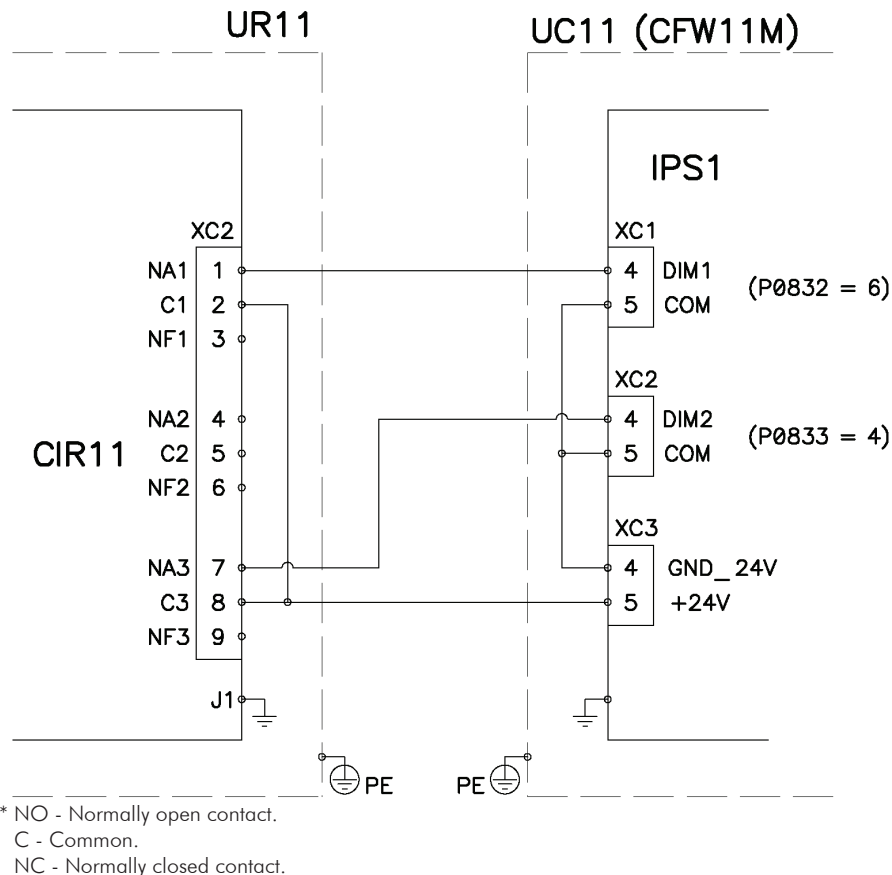 UR11
UC11 (CFW11M)
IPS1
XC2
NA1 1
C1 2
NF1 3
NA2 4
C2 5
NF2 6
NA3 7
C3 8
NF3 9
J1
CIR11
XC1
4 DIM1
5 COM
(P0832 = 6)
XC2
4 DIM2
5 COM
(P0833 = 4)
XC3
4 GND_24V
5 +24V
PE
PE
* NO - Normally open contact.
C - Common.
NC - Normally closed contact.